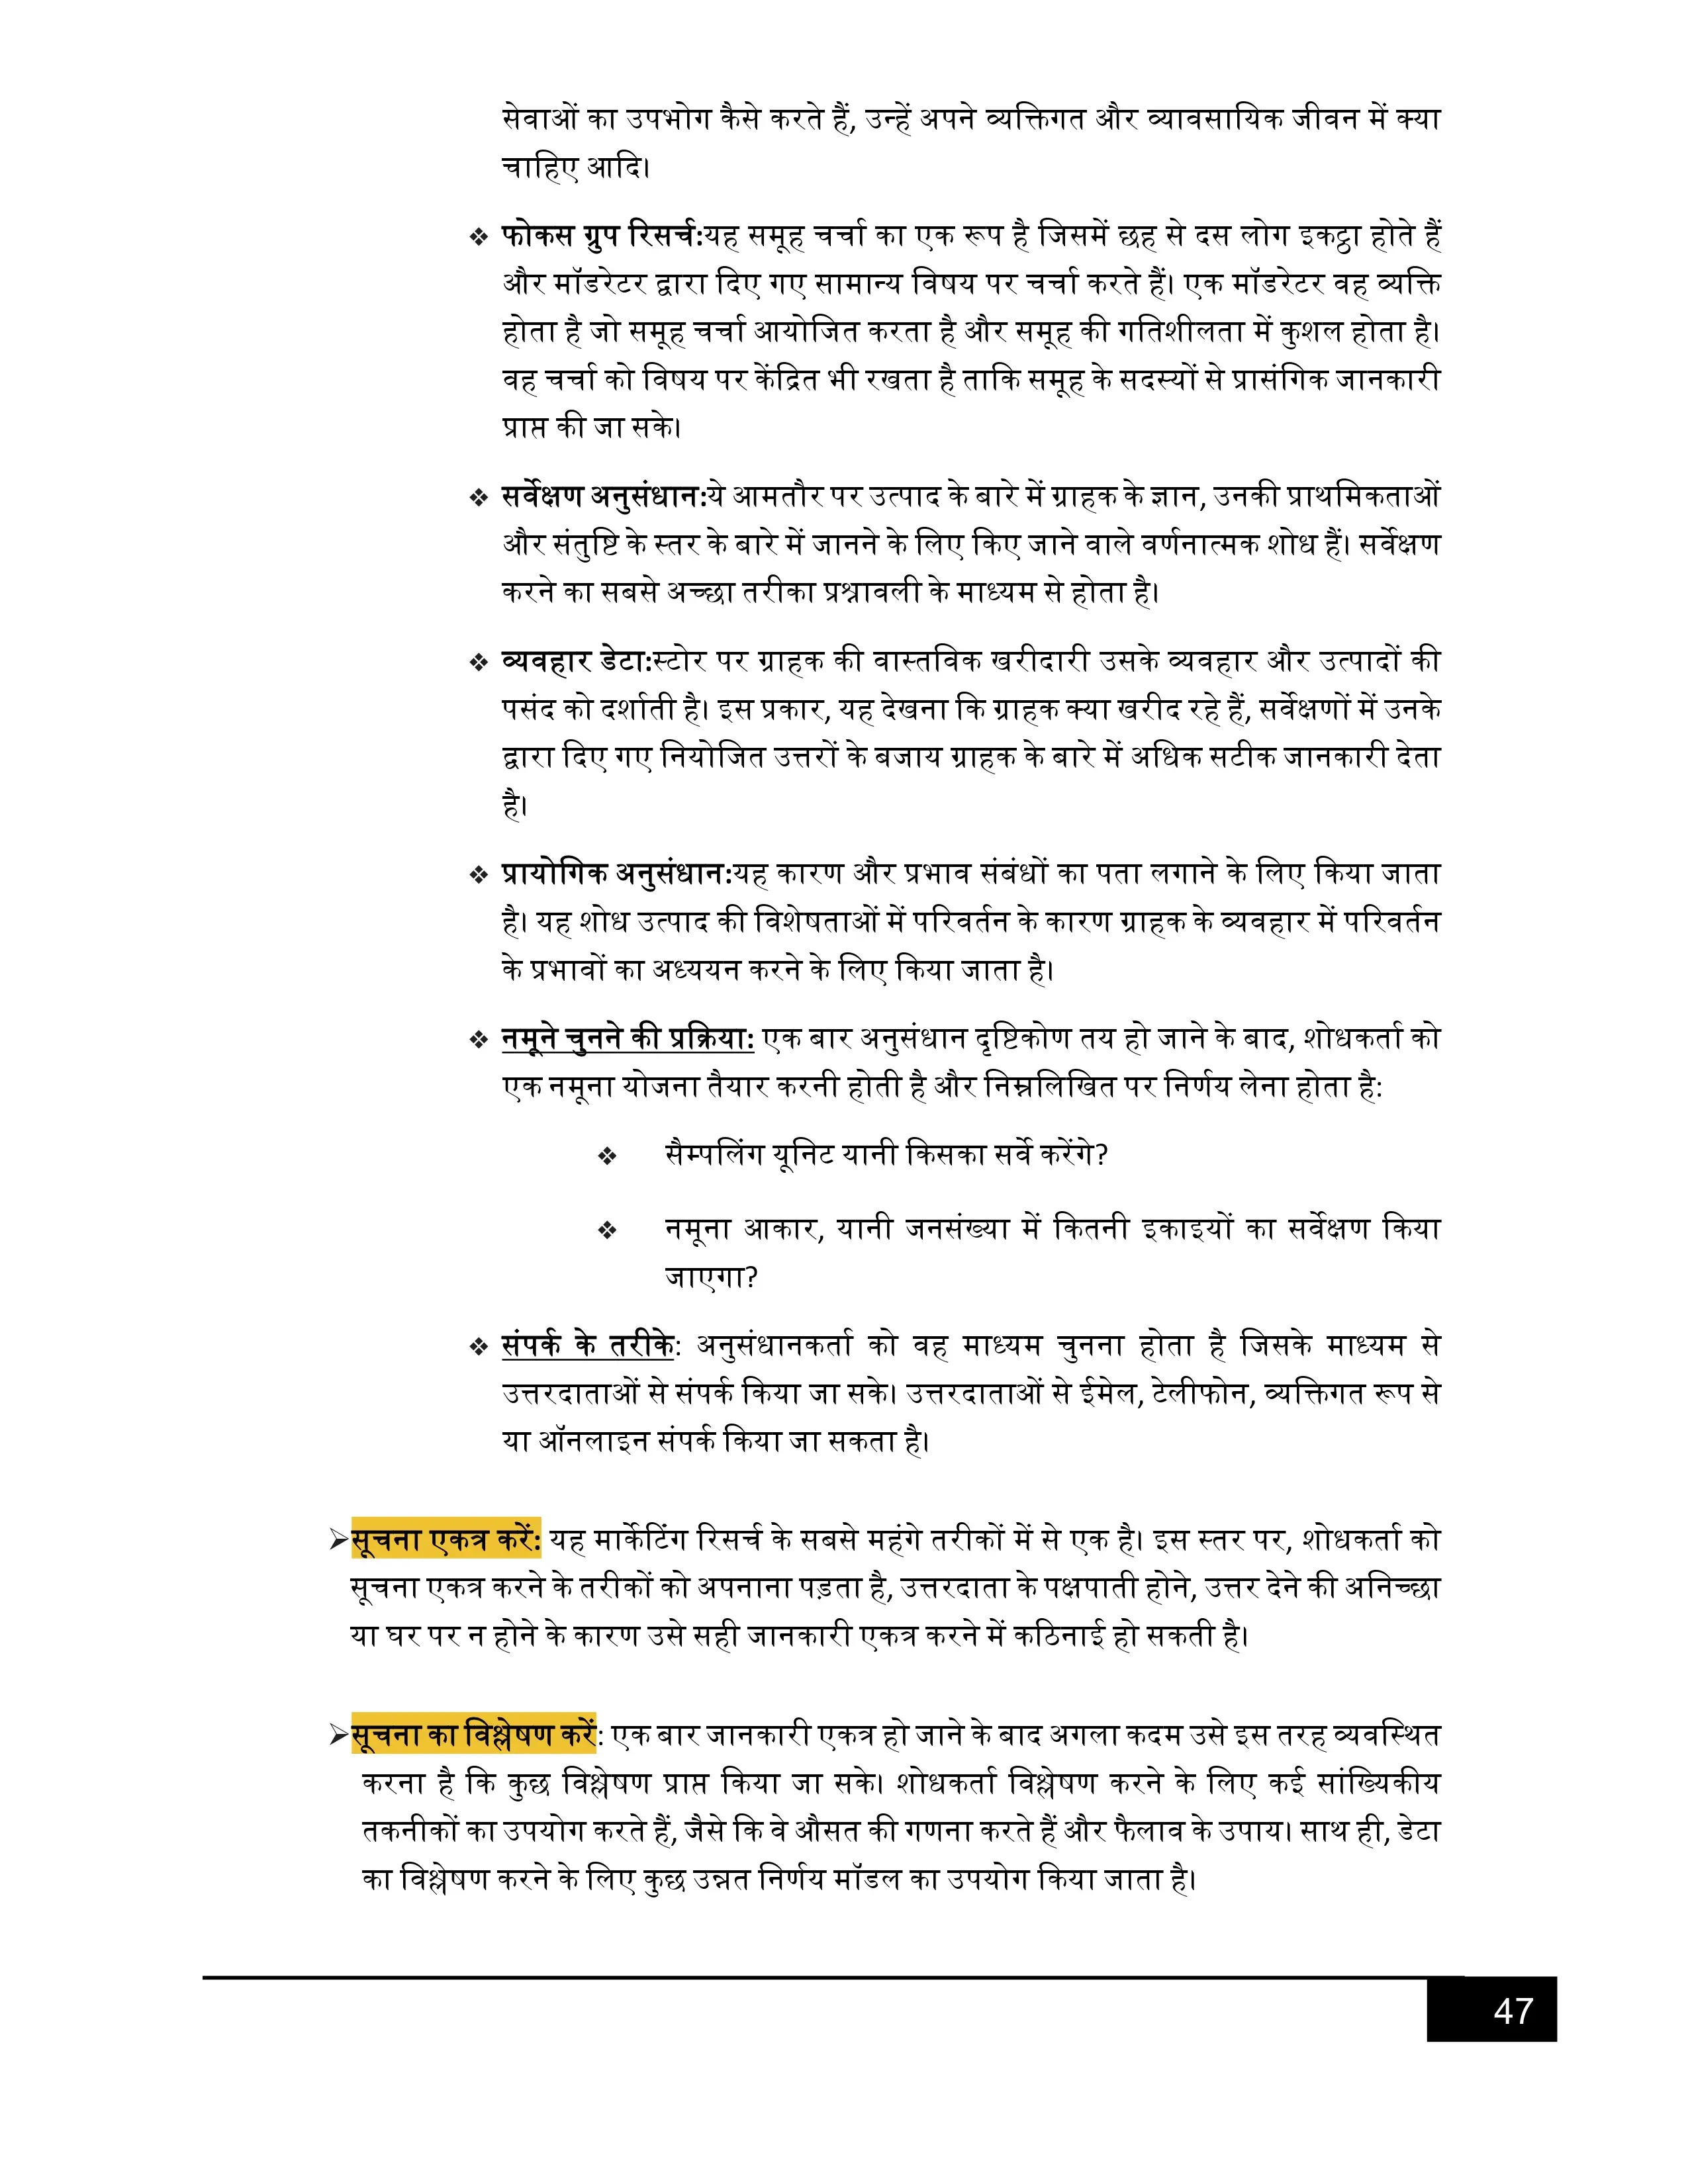 सेवाओं का उपभोग कैसे करते हैं, उन्हें अपने व्यक्तिगत और व्यावसायिक जीवन में क्या
चाहिए आदि।
❖ फोकस ग्रुप रिसर्च:यह समूह चर्चा का एक रूप है जिसमें छह से दस लोग इकट्ठा होते हैं
और मॉडरेटर द्वारा दिए गए सामान्य विषय पर चर्चा करते हैं। एक मॉडरेटर वह व्यक्ति
होता है जो समूह चर्चा आयोजित करता है और समूह की गतिशीलता में कुशल होता है।
वह चर्चा को विषय पर केंद्रित भी रखता है ताकि समूह के सदस्यों से प्रासंगिक जानकारी
प्राप्त की जा सके।
❖ सर्वेक्षण अनुसंधान:ये आमतौर पर उत्पाद के बारे में ग्राहक के ज्ञान, उनकी प्राथमिकताओं
और संतुष्टि के स्तर के बारे में जानने के लिए किए जाने वाले वर्णनात्मक शोध हैं। सर्वेक्षण
करने का सबसे अच्छा तरीका प्रश्नावली के माध्यम से होता है।
❖ व्यवहार डेटा:स्टोर पर ग्राहक की वास्तविक खरीदारी उसके व्यवहार और उत्पादों की
पसंद को दर्शाती है। इस प्रकार, यह देखना कि ग्राहक क्या खरीद रहे हैं, सर्वेक्षणों में उनके
द्वारा दिए गए नियोजित उत्तरों के बजाय ग्राहक के बारे में अधिक सटीक जानकारी देता
है।
❖ प्रायोगिक अनुसंधान:यह कारण और प्रभाव संबंधों का पता लगाने के लिए किया जाता
है। यह शोध उत्पाद की विशेषताओं में परिवर्तन के कारण ग्राहक के व्यवहार में परिवर्तन
के प्रभावों का अध्ययन करने के लिए किया जाता है।
❖ नमूने चुनने की प्रक्रिया: एक बार अनुसंधान दृष्टिकोण तय हो जाने के बाद, शोधकर्ता को
एक नमूना योजना तैयार करनी होती है और निम्नलिखित पर निर्णय लेना होता है:
❖ सैम्पलिंग यूनिट यानी किसका सर्वे करेंगे?
❖ नमूना आकार, यानी जनसंख्या में कितनी इकाइयों का सर्वेक्षण किया
जाएगा?
❖ संपर्क के तरीके: अनुसंधानकर्ता को वह माध्यम चुनना होता है जिसके माध्यम से
उत्तरदाताओं से संपर्क किया जा सके। उत्तरदाताओं से ईमेल, टेलीफोन, व्यक्तिगत रूप से
या ऑनलाइन संपर्क किया जा सकता है।
➢सूचना एकत्र करें: यह मार्केटिंग रिसर्च के सबसे महंगे तरीकों में से एक है। इस स्तर पर, शोधकर्ता को
सूचना एकत्र करने के तरीकों को अपनाना पड़ता है, उत्तरदाता के पक्षपाती होने, उत्तर देने की अनिच्छा
या घर पर न होने के कारण उसे सही जानकारी एकत्र करने में कठिनाई हो सकती है।
➢सूचना का विश्लेषण करें: एक बार जानकारी एकत्र हो जाने के बाद अगला कदम उसे इस तरह व्यवस्थित
करना है कि कुछ विश्लेषण प्राप्त किया जा सके। शोधकर्ता विश्लेषण करने के लिए कई सांख्यिकीय
तकनीकों का उपयोग करते हैं, जैसे कि वे औसत की गणना करते हैं और फैलाव के उपाय। साथ ही, डेटा
का विश्लेषण करने के लिए कुछ उन्नत निर्णय मॉडल का उपयोग किया जाता है।
47